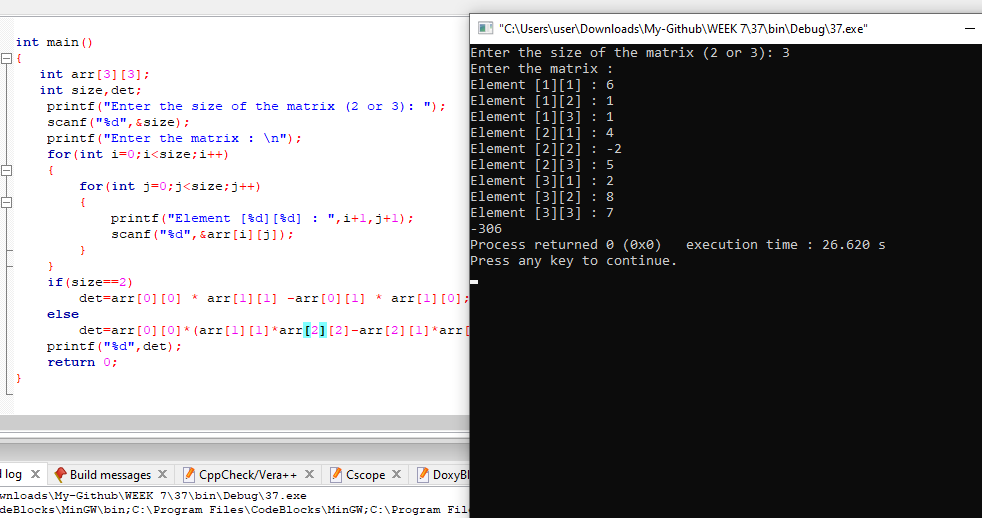 int main()
{
int arr[3][3];
int size,det;
printf("Enter the size of the matrix (2 or 3): ");
scanf("%d",&size);
printf("Enter the matrix : \n");
for(int i=0;i<size;i++)
{
for(int j=0;j<size;j++)
{
printf("Element [%d][%d] : ",i+1,j+1);
scanf("%d",&arr[i][j]);
}
}
if(size==2)
det=arr[0][0] * arr[1][1] -arr[0][1] * arr[1][0];
else
det=arr[0][0]*(arr[1][1]*arr[2][2]-arr[2][1]*arr[
printf("%d",det);
return 0;
}
"C:\Users\user\Downloads\My-Github\WEEK 7\37\bin\Debug\37.exe"
Enter the size of the matrix (2 or 3): 3
Enter the matrix :
Element [1][1] : 6
Element [1][2] : 1
Element [1][3] : 1
Element [2][1] : 4
Element [2][2] : -2
Element [2][3] : 5
Element [3][1] : 2
Element [3][2] : 8
Element [3][3] : 7
-306
Process returned 0 (0x0)   execution time : 26.620 s
Press any key to continue.
log X Build messages X CppCheck/Vera++ X Cscope X DoxyBl
wnloads\My-Github\WEEK 7\37\bin\Debug\37.exe
deBlocks\MinGW\bin;C:\Program Files\CodeBlocks\MinGW;C:\Program Fil